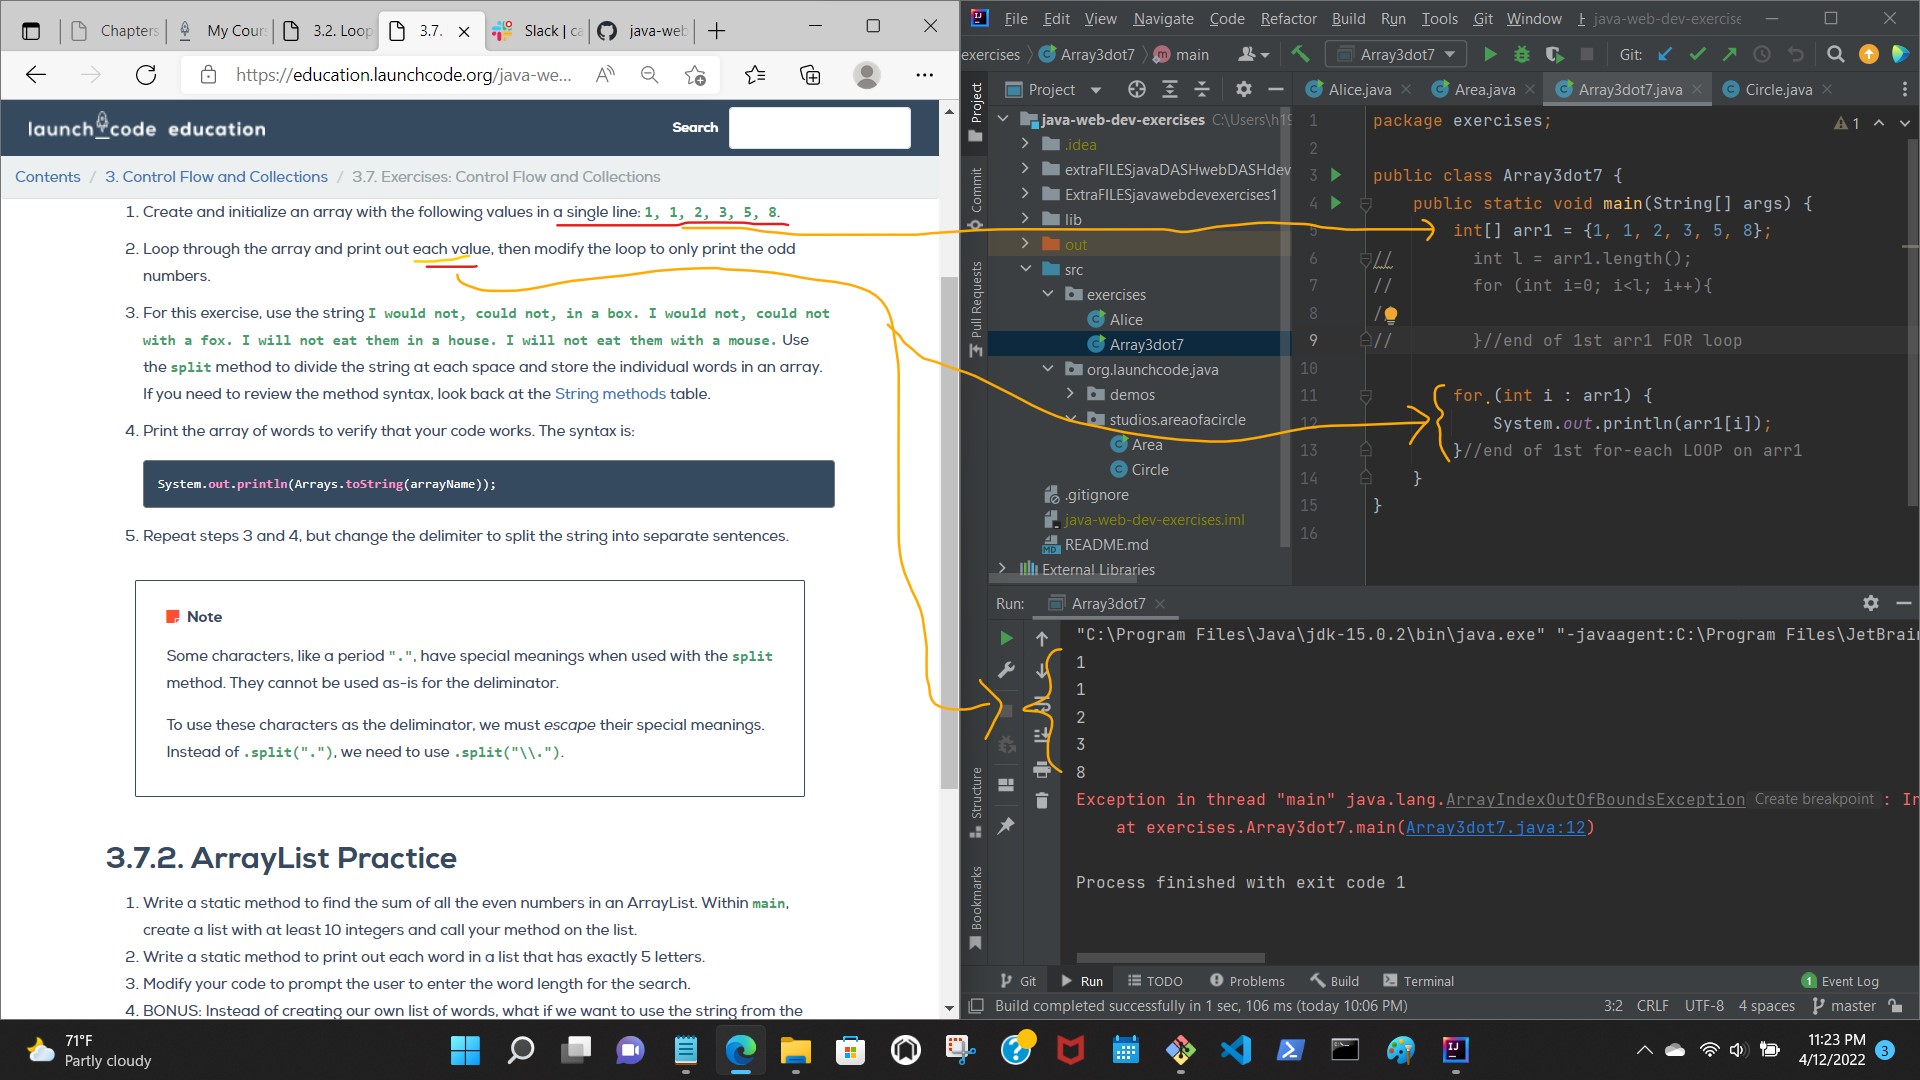 Chapters
My Cour
3.2. Loop
3.7.
Slack | ca
java-web
https://education.launchcode.org/java-we...
launch code education
Search
Contents / 3. Control Flow and Collections / 3.7. Exercises: Control Flow and Collections
1. Create and initialize an array with the following values in a single line: 1, 1, 2, 3, 5, 8.
2. Loop through the array and print out each value, then modify the loop to only print the odd
numbers.
3. For this exercise, use the string I would not, could not, in a box. I would not, could not
with a fox. I will not eat them in a house. I will not eat them with a mouse. Use
the split method to divide the string at each space and store the individual words in an array.
If you need to review the method syntax, look back at the String methods table.
4. Print the array of words to verify that your code works. The syntax is:
System.out.println(Arrays.toString(arrayName));
5. Repeat steps 3 and 4, but change the delimiter to split the string into separate sentences.
Note
Some characters, like a period ".", have special meanings when used with the split
method. They cannot be used as-is for the deliminator.
To use these characters as the deliminator, we must escape their special meanings.
Instead of .split("."), we need to use .split("\\.").
3.7.2. ArrayList Practice
1. Write a static method to find the sum of all the even numbers in an ArrayList. Within main,
create a list with at least 10 integers and call your method on the list.
2. Write a static method to print out each word in a list that has exactly 5 letters.
3. Modify your code to prompt the user to enter the word length for the search.
4. BONUS: Instead of creating our own list of words, what if we want to use the string from the
File Edit View Navigate Code Refactor Build Run Tools Git Window java-web-dev-exercise
exercises Array3dot7 main Array3dot7 Git:
Project
Alice.java Area.java Array3dot7.java Circle.java
java-web-dev-exercises C:\Users\h19
.idea
extraFILESjavaDASHwebDASHdev
ExtraFILESjavawebdevexercises1
lib
out
src
exercises
Alice
Array3dot7
org.launchcode.java
demos
studios.areaofacircle
Area
Circle
.gitignore
java-web-dev-exercises.iml
README.md
External Libraries
Project
Commit
Pull Requests
Structure
Bookmarks
1 package exercises;
2
3 public class Array3dot7 {
4 public static void main(String[] args) {
5 int[] arr1 = {1, 1, 2, 3, 5, 8};
6 // int l = arr1.length();
7 // for (int i=0; i<l; i++){
8 /
9 // }//end of 1st arr1 FOR loop
10
11 for (int i : arr1) {
12 System.out.println(arr1[i]);
13 }//end of 1st for-each LOOP on arr1
14 }
15 }
16
1
Run: Array3dot7
"C:\Program Files\Java\jdk-15.0.2\bin\java.exe" "-javaagent:C:\Program Files\JetBrai
1
1
2
3
8
Exception in thread "main" java.lang.ArrayIndexOutOfBoundsException Create breakpoint : In
at exercises.Array3dot7.main(Array3dot7.java:12)
Process finished with exit code 1
Git Run TODO Problems Build Terminal 1 Event Log
Build completed successfully in 1 sec, 106 ms (today 10:06 PM) 3:2 CRLF UTF-8 4 spaces master
71°F
Partly cloudy
11:23 PM
4/12/2022
3